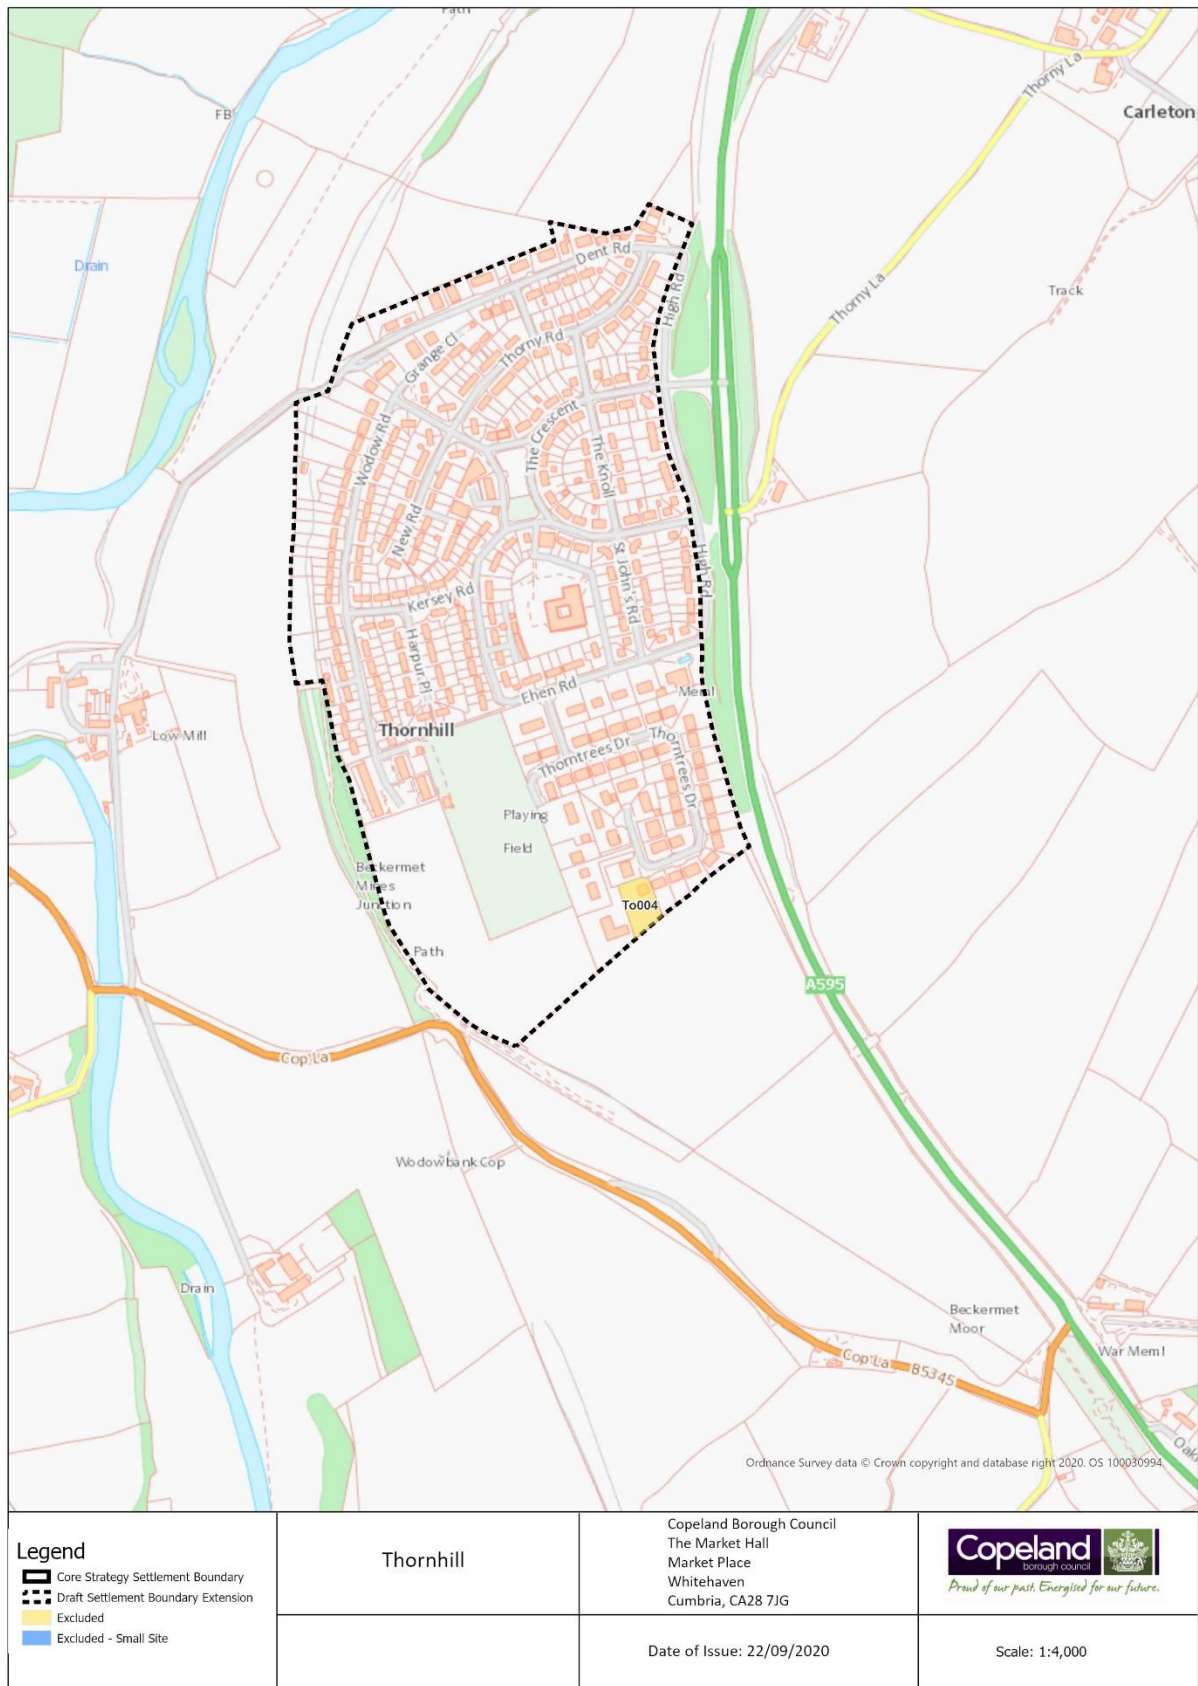 Path
FB
Thorny La
Carleton
Drain
Dent Rd
High Rd
Thorny La
Track
Grange Cl
Thorny Rd
The Crescent
Wodow Rd
The Knoll
New Rd
St John's Rd
High Rd
Kersey Rd
Harpur Pl
Ehen Rd
Meml
Thornhill
Low Mill
Thorntrees Dr
Thorntrees Dr
Playing
Field
Beckermet
Mines
Junction
To004
Path
A595
Cop La
Wodowbank Cop
Drain
Beckermet
Moor
War Meml
Cop La
B5345
Ordnance Survey data © Crown copyright and database right 2020. OS 100030994
Legend
Core Strategy Settlement Boundary
Draft Settlement Boundary Extension
Excluded
Excluded - Small Site
Thornhill
Copeland Borough Council
The Market Hall
Market Place
Whitehaven
Cumbria, CA28 7JG
Date of Issue: 22/09/2020
Copeland
borough council
Proud of our past. Energised for our future.
Scale: 1:4,000